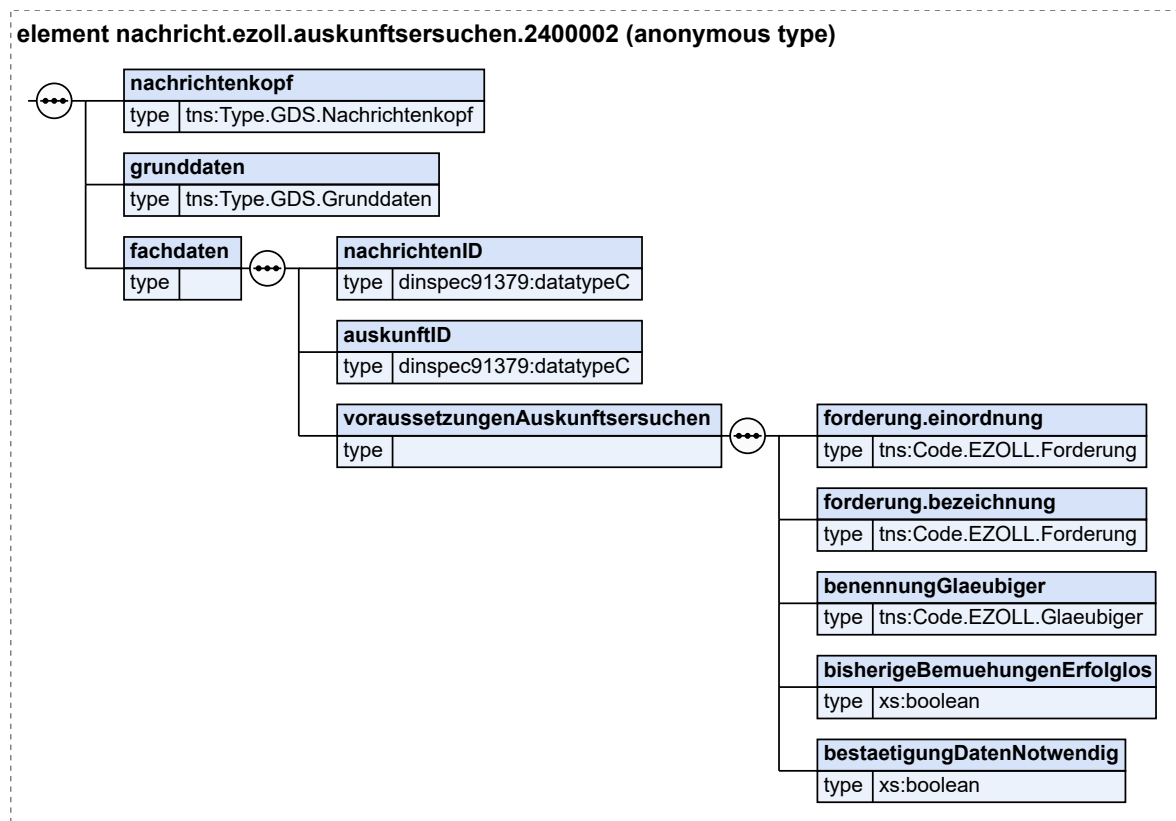 element nachricht.ezoll.auskunftsersuchen.2400002 (anonymous type)
nachrichtenkopf
type tns:Type.GDS.Nachrichtenkopf
grunddaten
type tns:Type.GDS.Grunddaten
fachdaten
type
nachrichtenID
type dinspec91379:datatypeC
auskunftID
type dinspec91379:datatypeC
voraussetzungenAuskunftsersuchen
type
forderung.einordnung
type tns:Code.EZOLL.Forderung
forderung.bezeichnung
type tns:Code.EZOLL.Forderung
benennungGlaeubiger
type tns:Code.EZOLL.Glaeubiger
bisherigeBemuehungenErfolglos
type xs:boolean
bestaetigungDatenNotwendig
type xs:boolean